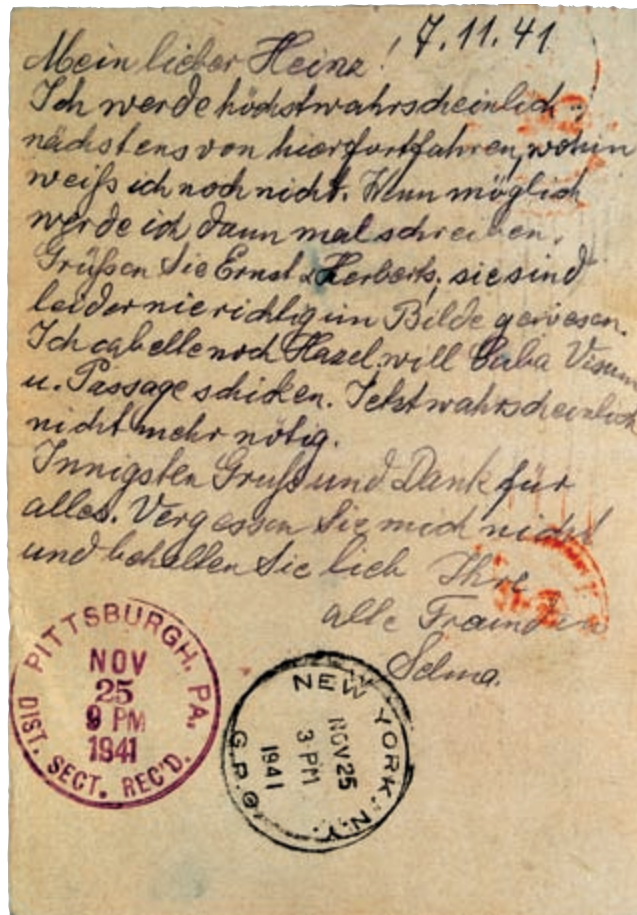 7.11.41
Mein lieber Heinz!
Ich werde höchstwahrscheinlich
nächstens von hier fortfahren, wohin
weiß ich noch nicht. Wenn möglich
werde ich dann mal schreiben.
Grüßen Sie Ernst & Herberts, sie sind
leider nie richtig im Bilde gewesen.
Ich cabelte noch Hazel, will Cuba Visum
u. Passage schicken. Jetzt wahrscheinlich
nicht mehr nötig.
Innigsten Gruß und Dank für
alles. Vergessen Sie mich nicht
und behalten Sie lieb Ihre
alte Freundin
Selma.
PITTSBURGH, PA.
NOV
25
9 PM
1941
DIST. SECT. REC'D.
NEW YORK, N.Y.
NOV 25
3 PM
1941
G.P.O.